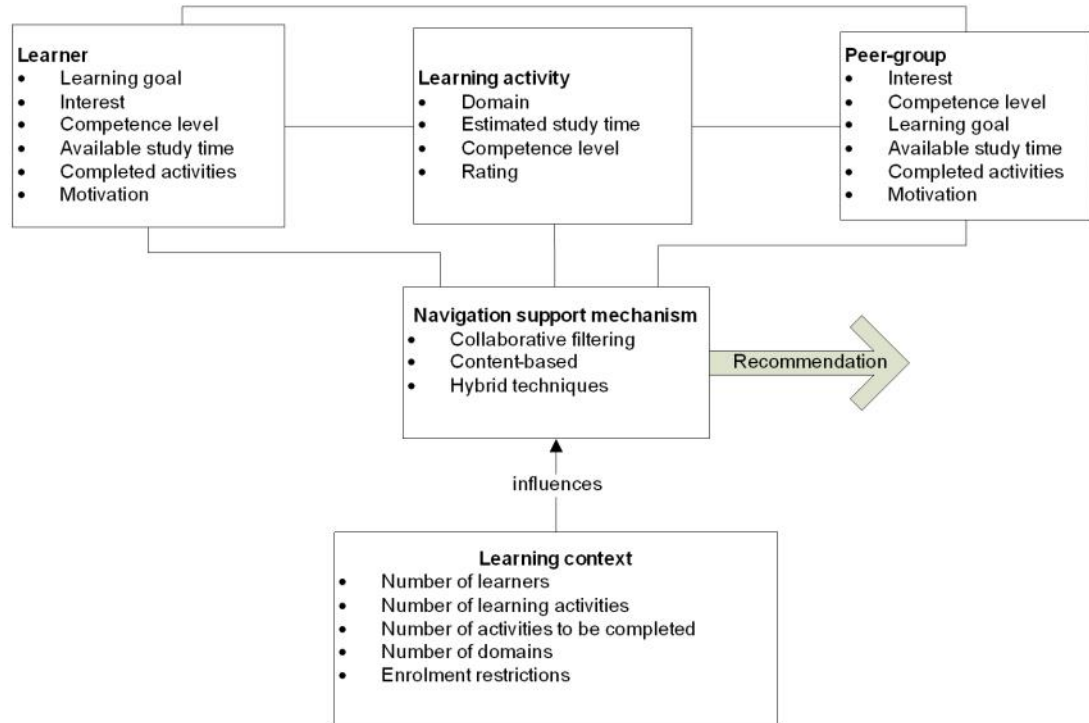 Learner
• Learning goal
• Interest
• Competence level
• Available study time
• Completed activities
• Motivation
Learning activity
• Domain
• Estimated study time
• Competence level
• Rating
Peer-group
• Interest
• Competence level
• Learning goal
• Available study time
• Completed activities
• Motivation
Navigation support mechanism
• Collaborative filtering
• Content-based
• Hybrid techniques
Recommendation
influences
Learning context
• Number of learners
• Number of learning activities
• Number of activities to be completed
• Number of domains
• Enrolment restrictions